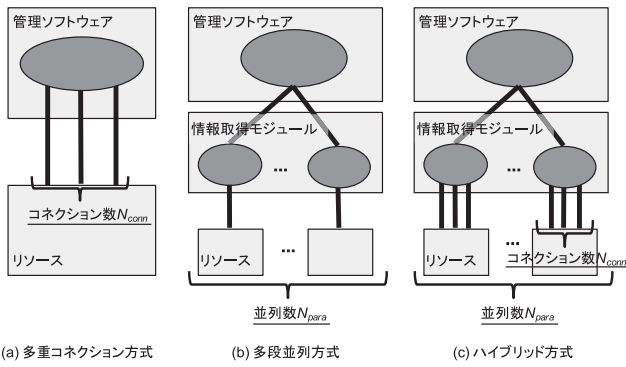 管理ソフトウェア
コネクション数Nconn
リソース
(a) 多重コネクション方式
管理ソフトウェア
情報取得モジュール
...
リソース
...
並列数Npara
(b) 多段並列方式
管理ソフトウェア
情報取得モジュール
...
リソース
...
コネクション数Nconn
並列数Npara
(c) ハイブリッド方式